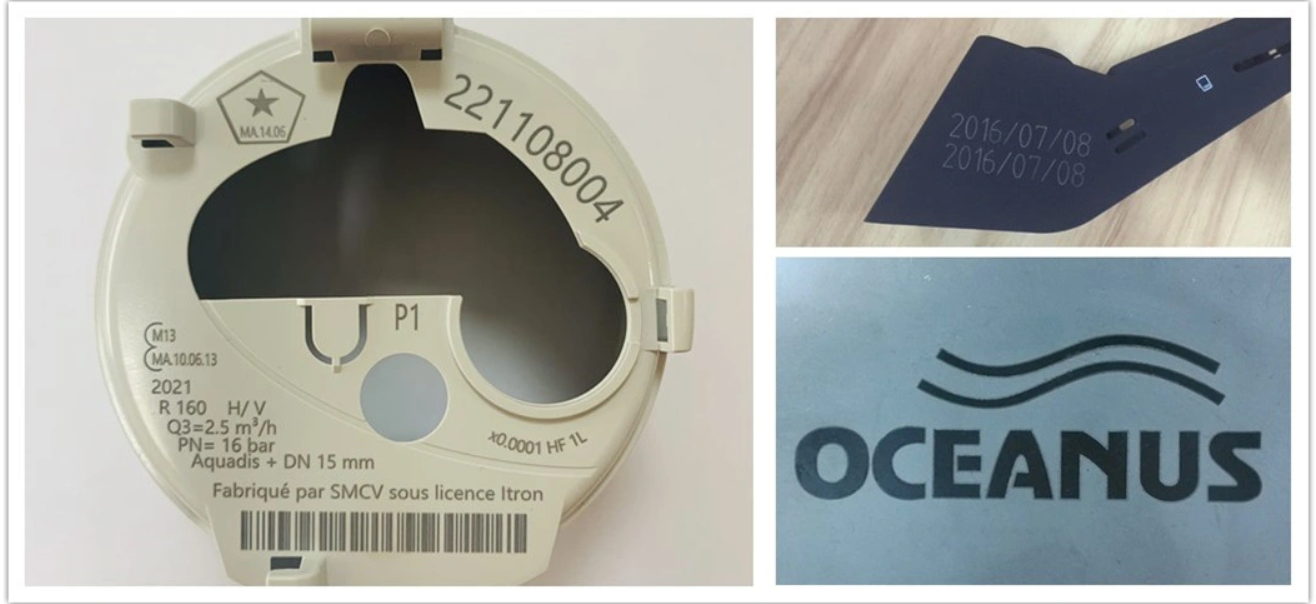 MA.14.06
221108004
P1
M13
MA.10.06.13
2021
R 160 H/ V
Q3=2.5 m³/h
PN= 16 bar
Aquadis + DN 15 mm
x0.0001 HF 1L
Fabriqué par SMCV sous licence Itron
2016/07/08
2016/07/08
OCEANUS